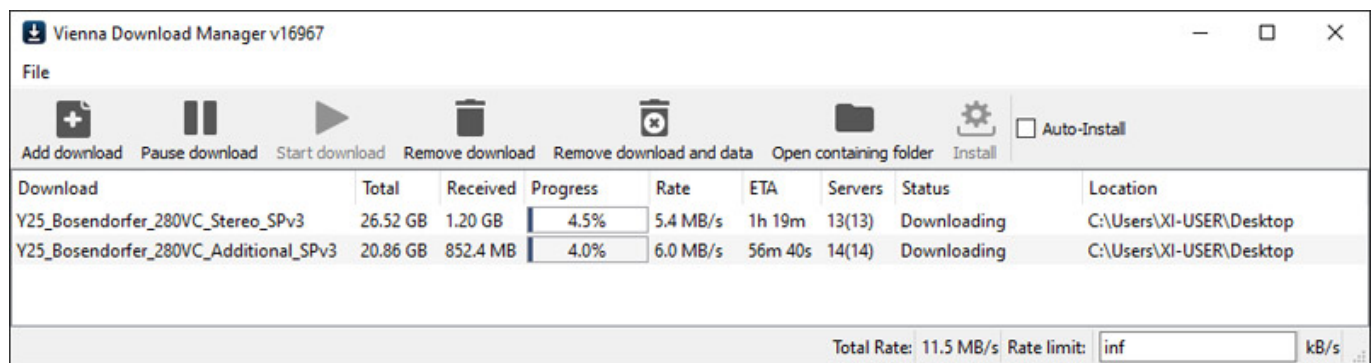 Vienna Download Manager v16967
File
Add download Pause download Start download Remove download Remove download and data Open containing folder Install Auto-Install
Download Total Received Progress Rate ETA Servers Status Location
Y25_Bosendorfer_280VC_Stereo_SPv3 26.52 GB 1.20 GB 4.5% 5.4 MB/s 1h 19m 13(13) Downloading C:\Users\XI-USER\Desktop
Y25_Bosendorfer_280VC_Additional_SPv3 20.86 GB 852.4 MB 4.0% 6.0 MB/s 56m 40s 14(14) Downloading C:\Users\XI-USER\Desktop
Total Rate: 11.5 MB/s Rate limit: inf kB/s